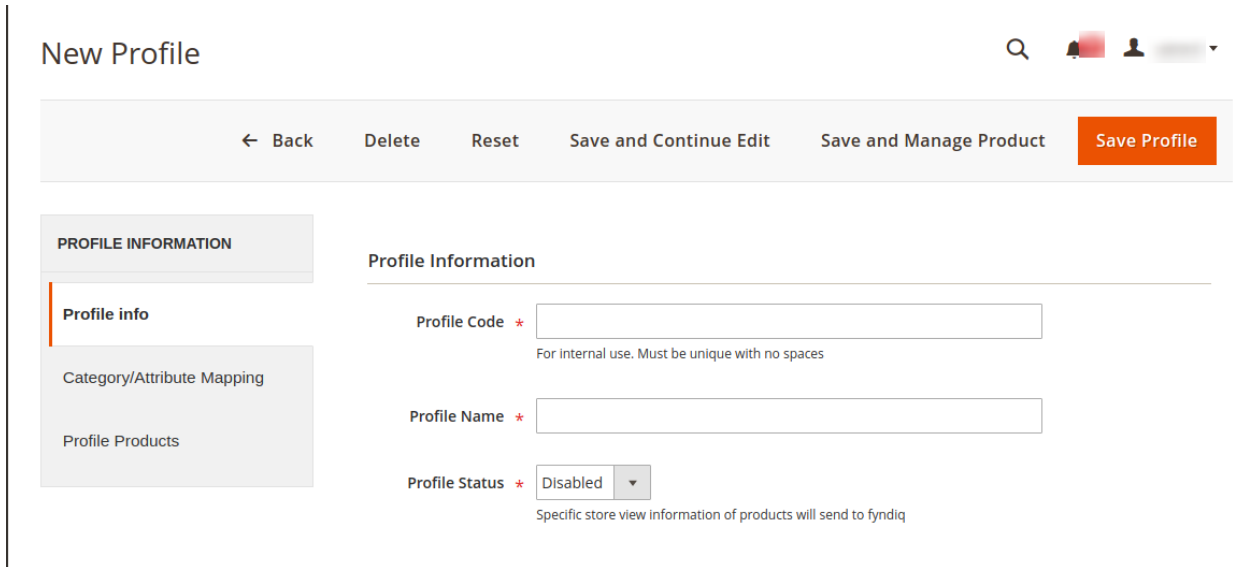 New Profile
← Back Delete Reset Save and Continue Edit Save and Manage Product Save Profile
PROFILE INFORMATION
Profile info
Category/Attribute Mapping
Profile Products
Profile Information
Profile Code *
For internal use. Must be unique with no spaces
Profile Name *
Profile Status * Disabled
Specific store view information of products will send to fyndiq